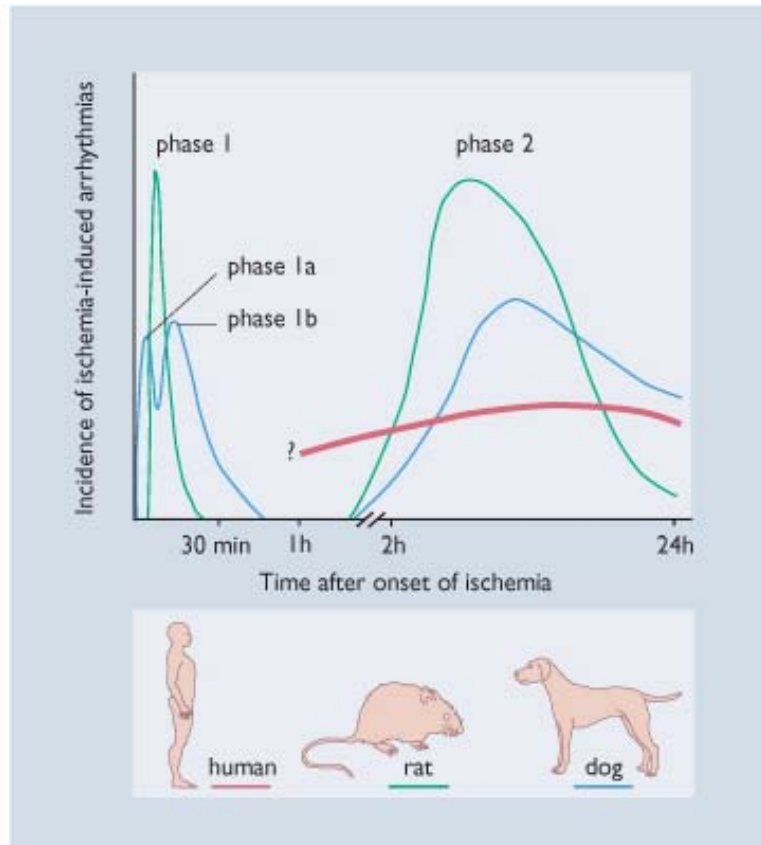 Incidence of ischemia-induced arrhythmias
phase 1
phase 2
phase 1a
phase 1b
?
30 min
1h
2h
24h
Time after onset of ischemia
human
rat
dog